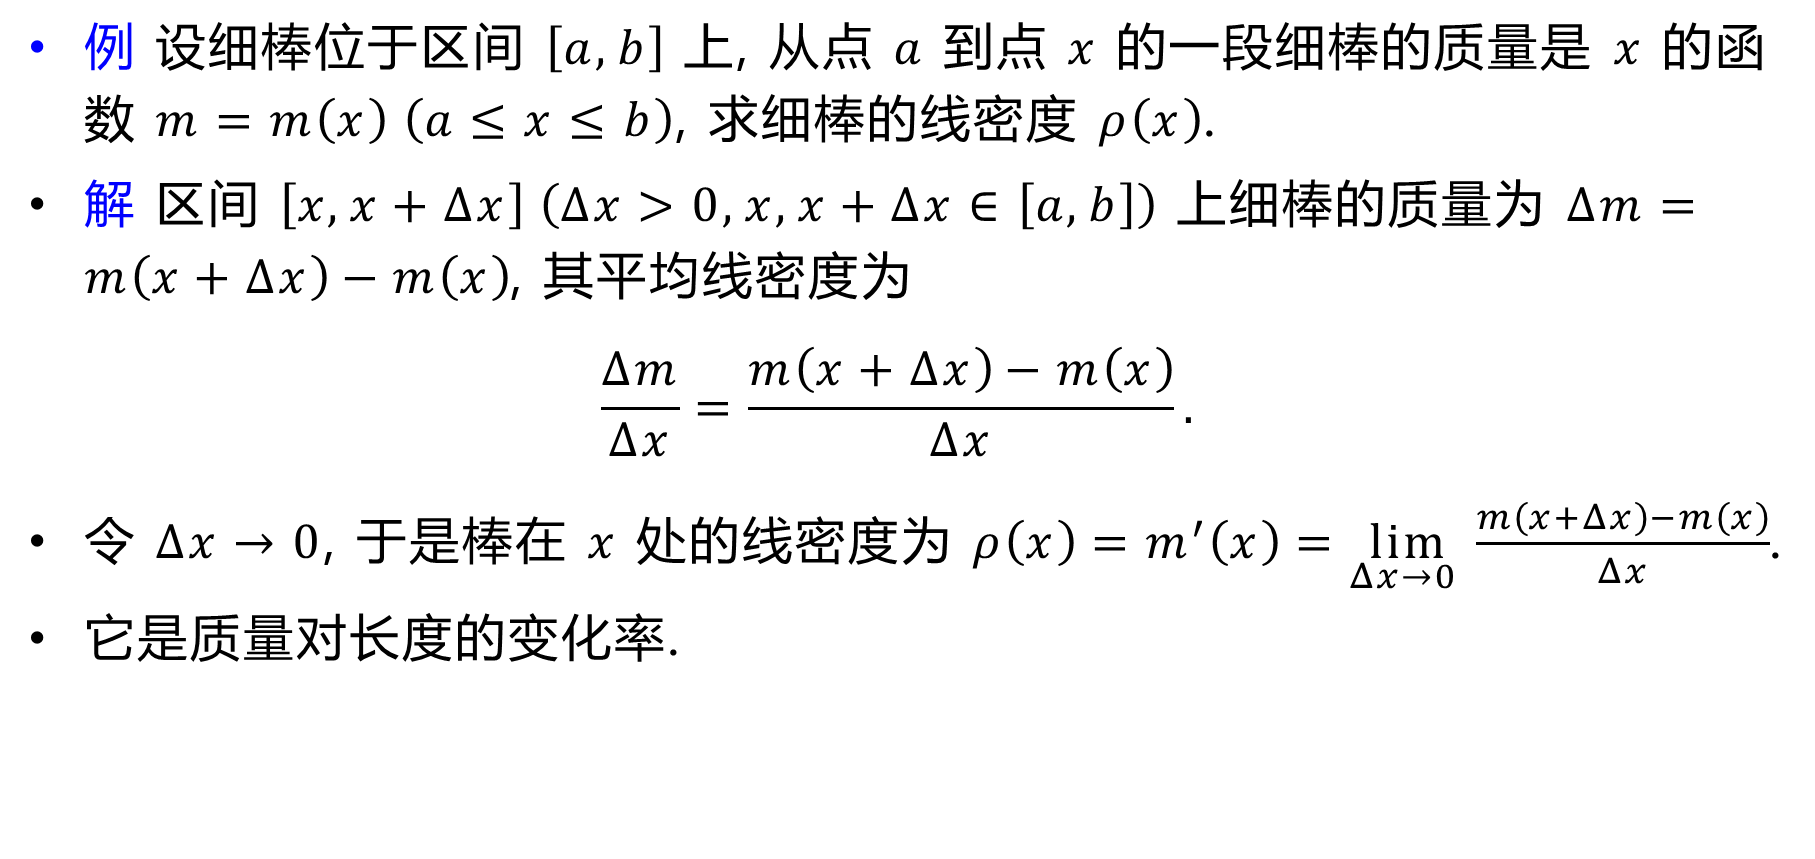 • 例 设细棒位于区间 [a, b] 上, 从点 a 到点 x 的一段细棒的质量是 x 的函
数 m = m(x) (a ≤ x ≤ b), 求细棒的线密度 ρ(x).
• 解 区间 [x, x + Δx] (Δx > 0, x, x + Δx ∈ [a, b]) 上细棒的质量为 Δm =
m(x + Δx) − m(x), 其平均线密度为
Δm/Δx = (m(x + Δx) − m(x))/Δx.
• 令 Δx → 0, 于是棒在 x 处的线密度为 ρ(x) = m′(x) = lim_{Δx→0} (m(x+Δx)−m(x))/Δx.
• 它是质量对长度的变化率.